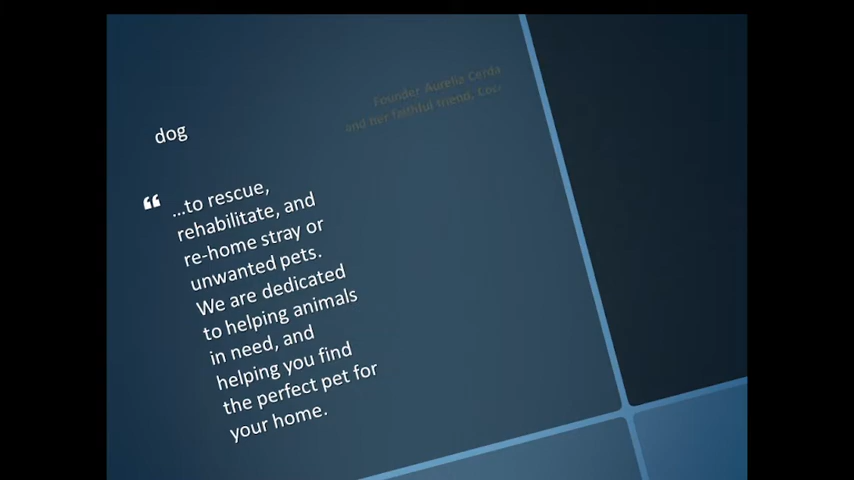 Founder Aurelia Cerda
and her faithful friend,
dog
“ ...to rescue,
rehabilitate, and
re-home stray or
unwanted pets.
We are dedicated
to helping animals
in need, and
helping you find
the perfect pet for
your home.